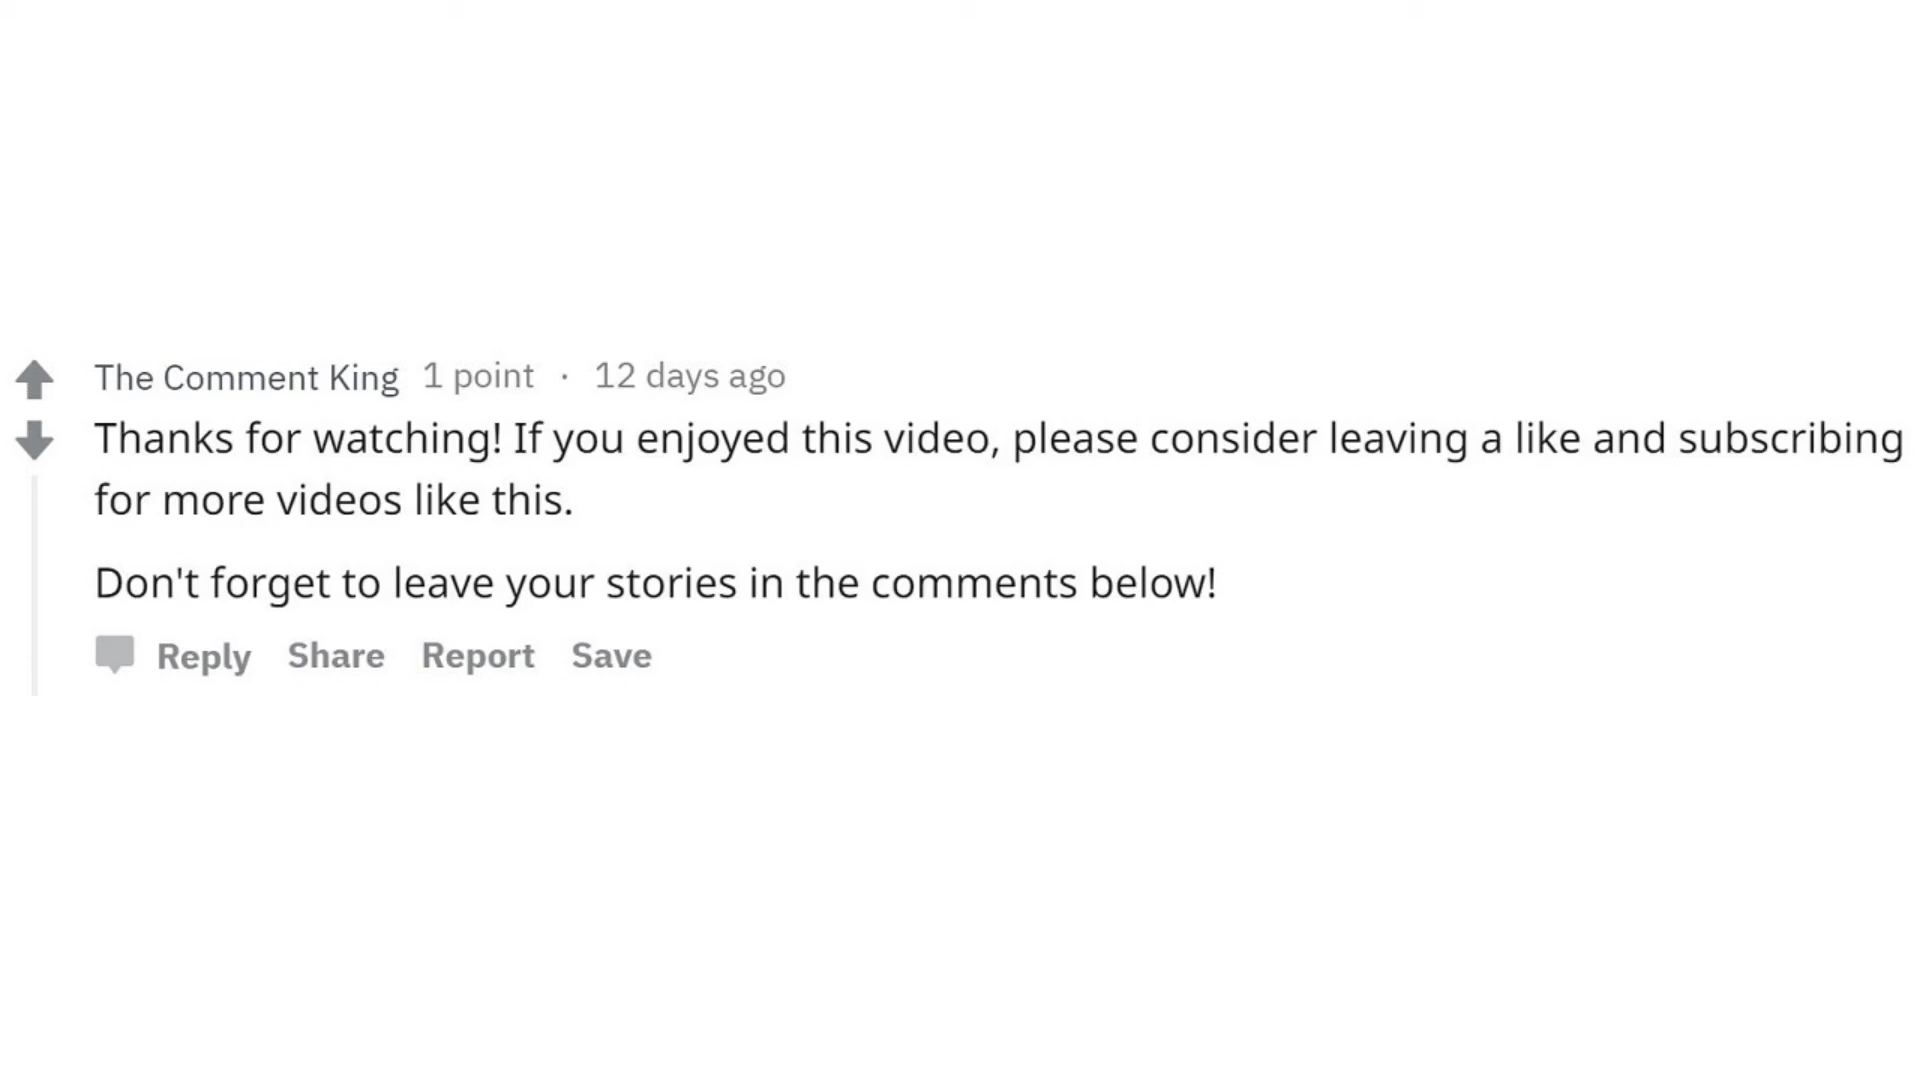 The Comment King 1 point · 12 days ago
Thanks for watching! If you enjoyed this video, please consider leaving a like and subscribing
for more videos like this.
Don't forget to leave your stories in the comments below!
Reply Share Report Save